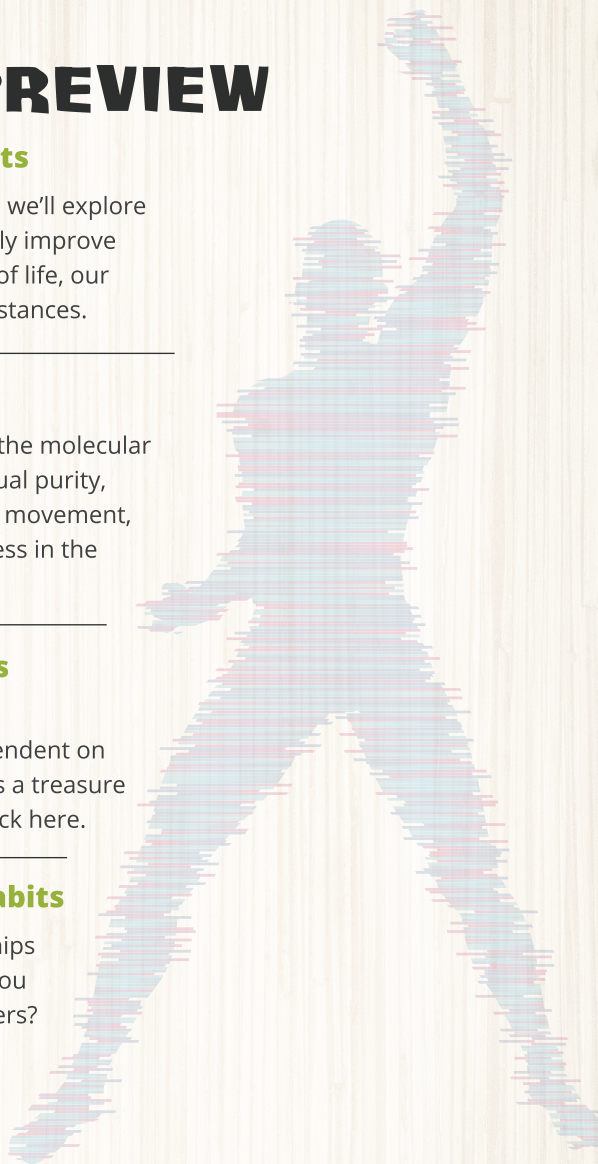 PREVIEW
ts
we’ll explore
ly improve
of life, our
stances.
the molecular
ual purity,
movement,
ess in the
s
endent on
s a treasure
ck here.
abits
hips
ou
ers?